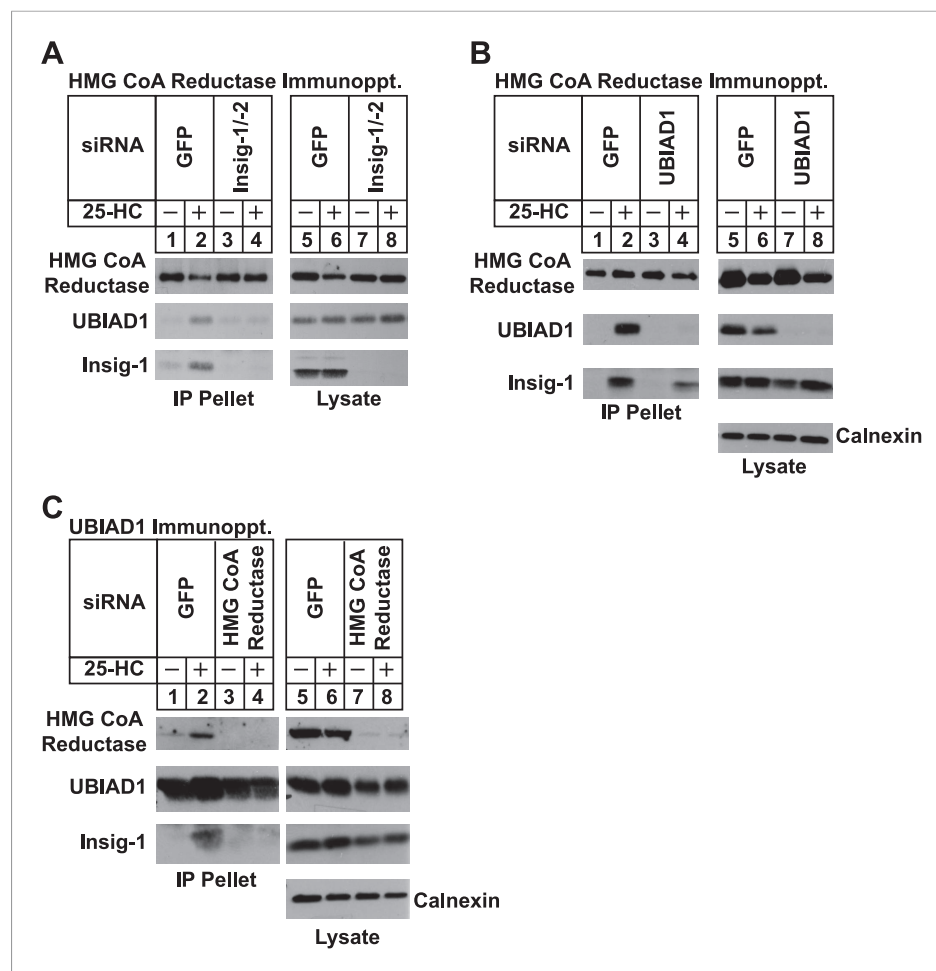 A
HMG CoA Reductase Immunoppt.
siRNA GFP Insig-1/-2 GFP Insig-1/-2
25-HC − + − + − + − +
1 2 3 4 5 6 7 8
HMG CoA
Reductase
UBIAD1
Insig-1
IP Pellet Lysate
B
HMG CoA Reductase Immunoppt.
siRNA GFP UBIAD1 GFP UBIAD1
25-HC − + − + − + − +
1 2 3 4 5 6 7 8
HMG CoA
Reductase
UBIAD1
Insig-1
IP Pellet
Calnexin
Lysate
C
UBIAD1 Immunoppt.
siRNA GFP HMG CoA Reductase GFP HMG CoA Reductase
25-HC − + − + − + − +
1 2 3 4 5 6 7 8
HMG CoA
Reductase
UBIAD1
Insig-1
IP Pellet
Calnexin
Lysate